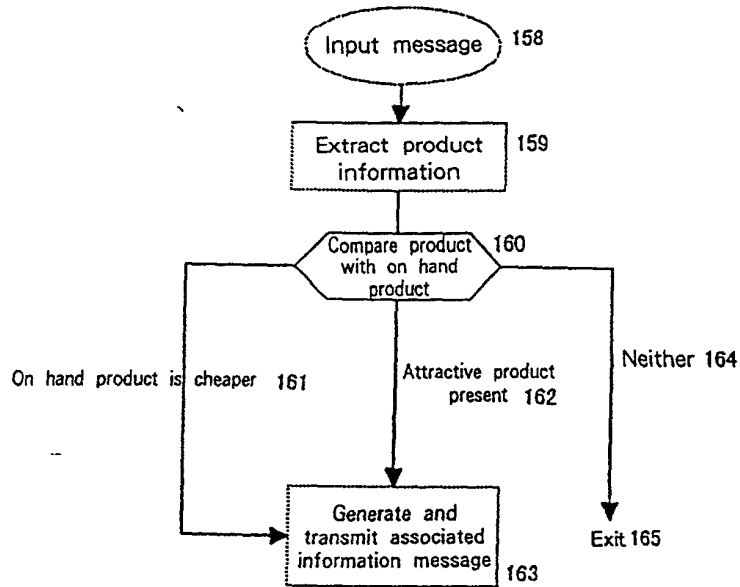 Input message 158
Extract product 159
information
Compare product 160
with on hand
product
On hand product is cheaper 161
Attractive product
present 162
Neither 164
Generate and
transmit associated
information message 163
Exit 165